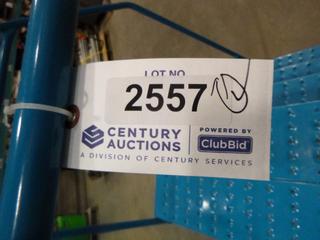 LOT NO.
2557
CENTURY POWERED BY
AUCTIONS ClubBid
A DIVISION OF CENTURY SERVICES